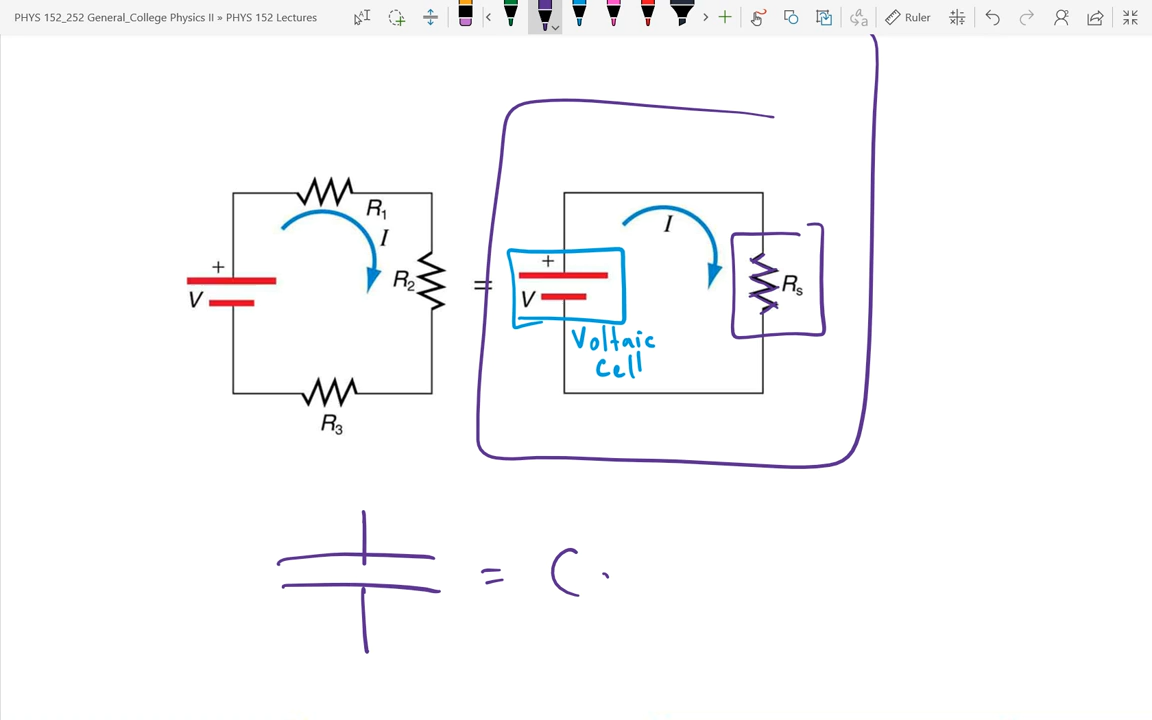 PHYS 152_252 General_College Physics II » PHYS 152 Lectures
Ruler
R1
I
+
V
R2
R3
=
I
+
V
Rs
Voltaic
Cell
= C